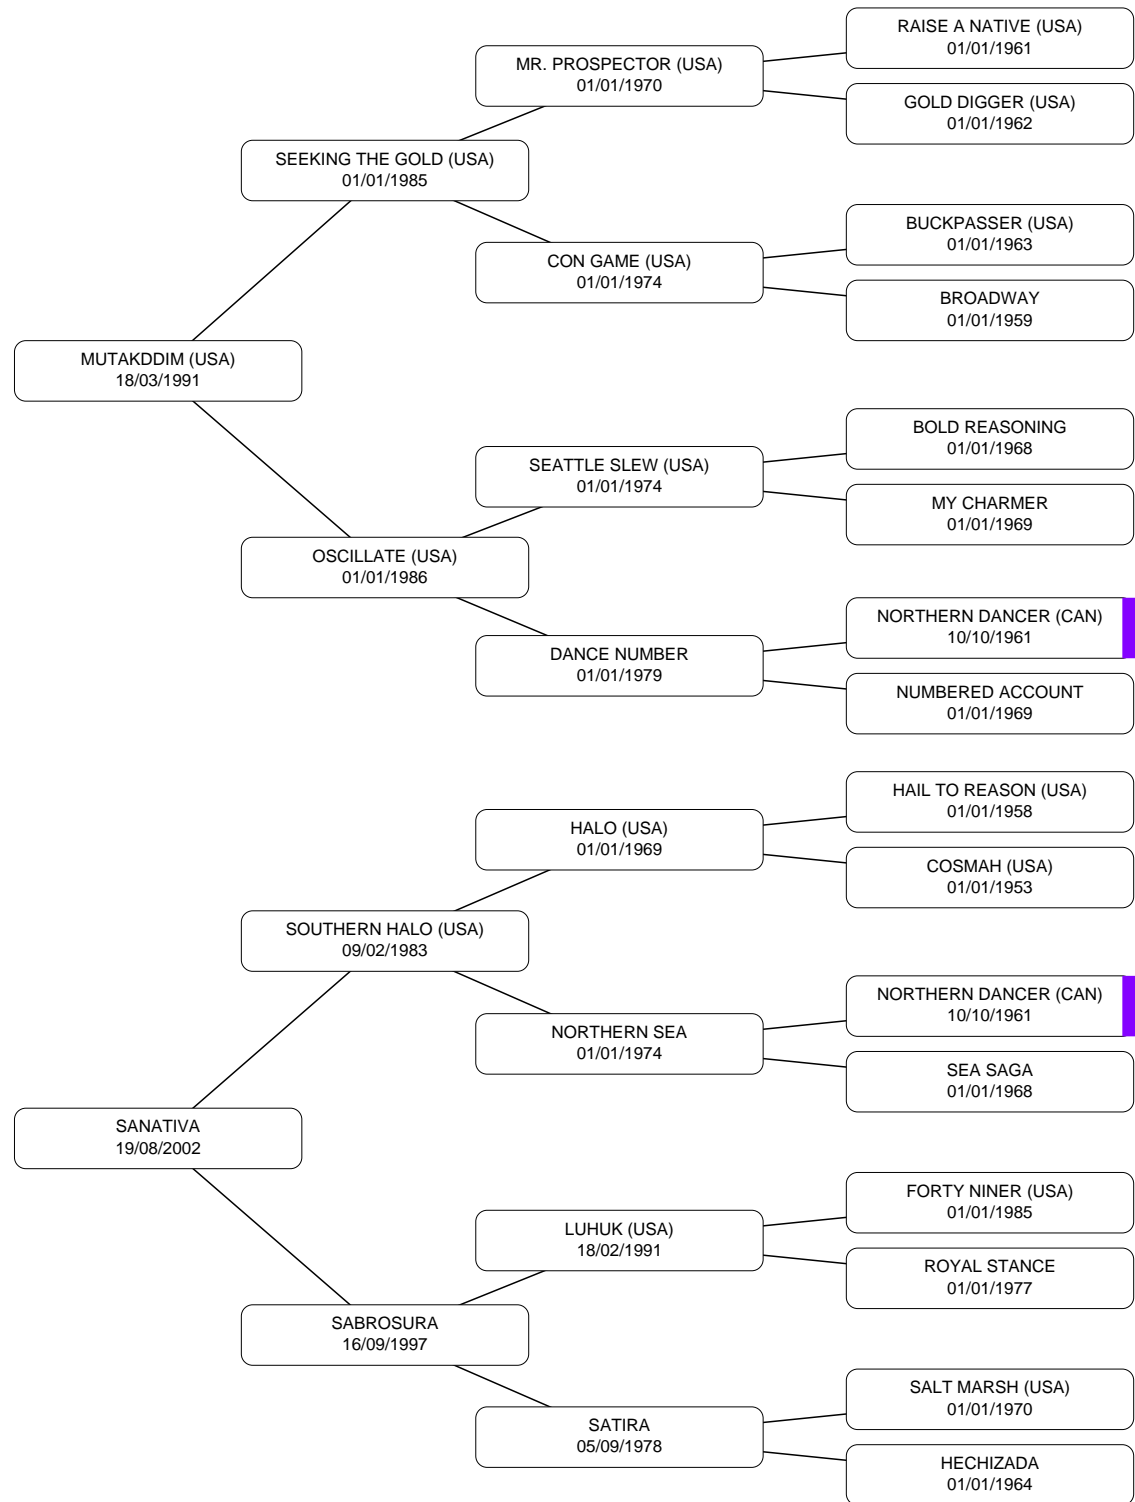 RAISE A NATIVE (USA)
01/01/1961
MR. PROSPECTOR (USA)
01/01/1970
GOLD DIGGER (USA)
01/01/1962
SEEKING THE GOLD (USA)
01/01/1985
BUCKPASSER (USA)
01/01/1963
CON GAME (USA)
01/01/1974
BROADWAY
01/01/1959
MUTAKDDIM (USA)
18/03/1991
BOLD REASONING
01/01/1968
SEATTLE SLEW (USA)
01/01/1974
MY CHARMER
01/01/1969
OSCILLATE (USA)
01/01/1986
NORTHERN DANCER (CAN)
10/10/1961
DANCE NUMBER
01/01/1979
NUMBERED ACCOUNT
01/01/1969
HAIL TO REASON (USA)
01/01/1958
HALO (USA)
01/01/1969
COSMAH (USA)
01/01/1953
SOUTHERN HALO (USA)
09/02/1983
NORTHERN DANCER (CAN)
10/10/1961
NORTHERN SEA
01/01/1974
SEA SAGA
01/01/1968
SANATIVA
19/08/2002
FORTY NINER (USA)
01/01/1985
LUHUK (USA)
18/02/1991
ROYAL STANCE
01/01/1977
SABROSURA
16/09/1997
SALT MARSH (USA)
01/01/1970
SATIRA
05/09/1978
HECHIZADA
01/01/1964